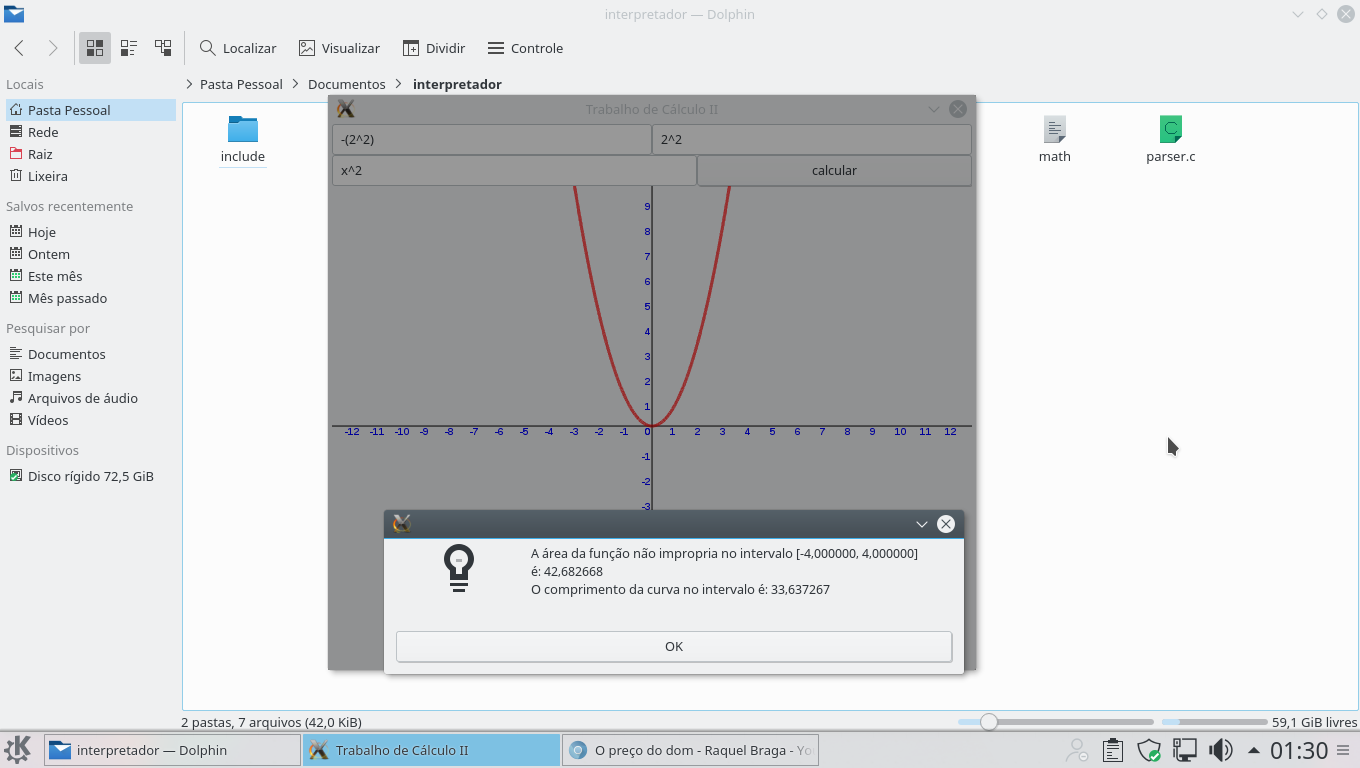 interpretador — Dolphin
Localizar
Visualizar
Dividir
Controle
Locais
Pasta Pessoal
Rede
Raiz
Lixeira
Salvos recentemente
Hoje
Ontem
Este mês
Mês passado
Pesquisar por
Documentos
Imagens
Arquivos de áudio
Vídeos
Dispositivos
Disco rígido 72,5 GiB
Pasta Pessoal > Documentos > interpretador
include
math
parser.c
Trabalho de Cálculo II
-(2^2)
2^2
x^2
calcular
9
8
7
6
5
4
3
2
1
-12 -11 -10 -9 -8 -7 -6 -5 -4 -3 -2 -1 0 1 2 3 4 5 6 7 8 9 10 11 12
-1
-2
-3
A área da função não impropria no intervalo [-4,000000, 4,000000]
é: 42,682668
O comprimento da curva no intervalo é: 33,637267
OK
2 pastas, 7 arquivos (42,0 KiB)
59,1 GiB livres
interpretador — Dolphin
Trabalho de Cálculo II
O preço do dom - Raquel Braga -
01:30